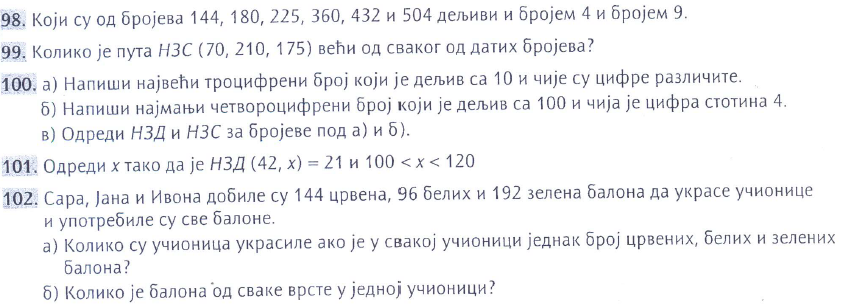 98. Који су од бројева 144, 180, 225, 360, 432 и 504 дељиви и бројем 4 и бројем 9.
99. Колико је пута НЗС (70, 210, 175) већи од сваког од датих бројева?
100. а) Напиши највећи троцифрени број који је дељив са 10 и чије су цифре различите.
б) Напиши најмањи четвороцифрени број који је дељив са 100 и чија је цифра стотина 4.
в) Одреди НЗД и НЗС за бројеве под а) и б).
101. Одреди x тако да је НЗД (42, x) = 21 и 100 < x < 120
102. Сара, Јана и Ивона добиле су 144 црвена, 96 белих и 192 зелена балона да украсе учионице
и употребиле су све балоне.
а) Колико су учионица украсиле ако је у свакој учионици једнак број црвених, белих и зелених
балона?
б) Колико је балона од сваке врсте у једној учионици?